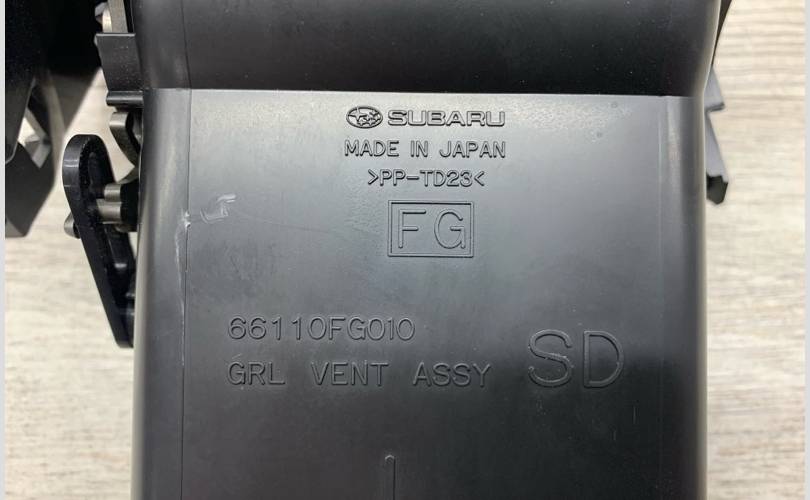 SUBARU
MADE IN JAPAN
>PP-TD23<
FG
66110FG010
GRL VENT ASSY SD